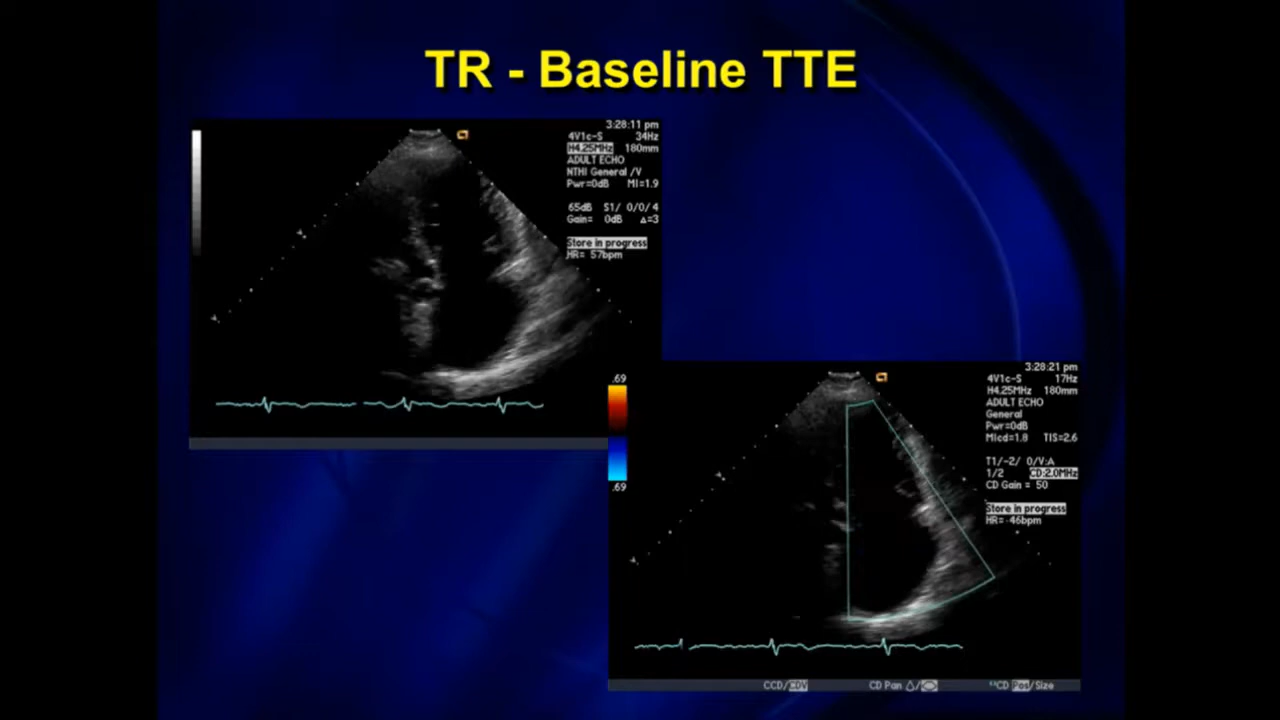 TR - Baseline TTE
3:28:11 pm
4V1c-S 34Hz
H4.25MHz 180mm
ADULT ECHO
NTHI General /V
Pwr=0dB MI=1.9
65dB S1/ 0/0/4
Gain= 0dB Δ=3
Store in progress
HR= 57bpm
.69
.69
3:28:21 pm
4V1c-S 17Hz
H4.25MHz 180mm
ADULT ECHO
General
Pwr=0dB
MIcd=1.8 TIS=2.6
T1/-2/ 0/V:A
1/2 CD:2.0MHz
CD Gain = 50
Store in progress
HR= 46bpm
CCD/CDV CD Pan CD Pos/Size